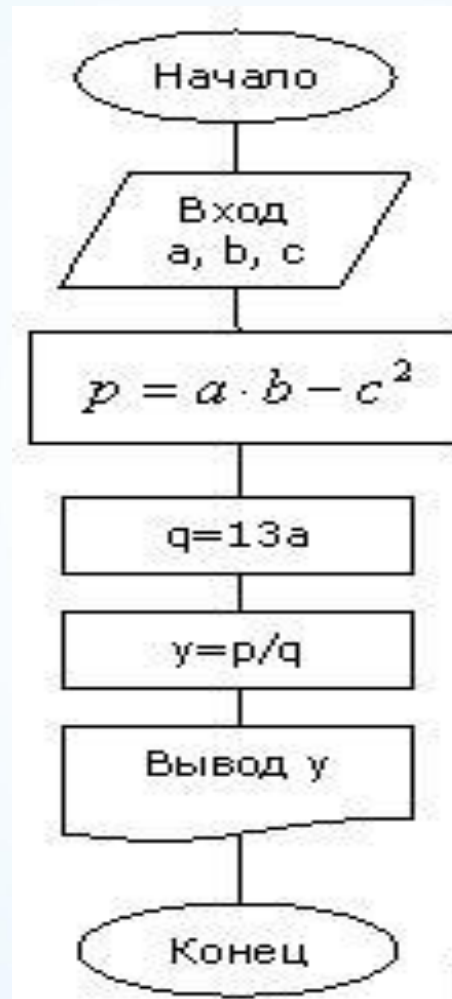 Начало
Вход
a, b, c
p = a · b − c²
q=13a
y=p/q
Вывод y
Конец